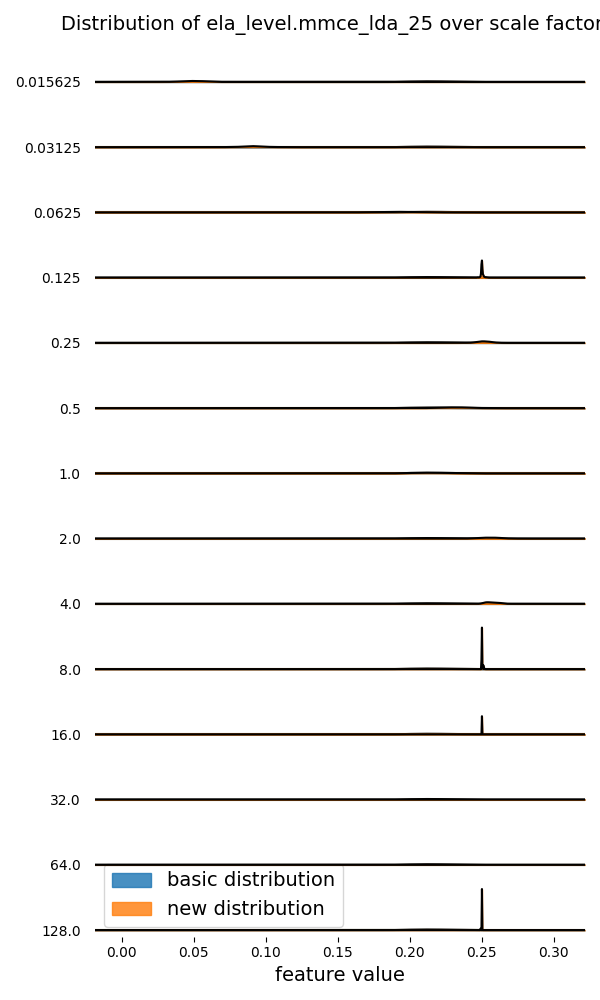 Distribution of ela_level.mmce_lda_25 over scale factor
0.015625
0.03125
0.0625
0.125
0.25
0.5
1.0
2.0
4.0
8.0
16.0
32.0
64.0
basic distribution
new distribution
128.0
0.00 0.05 0.10 0.15 0.20 0.25 0.30
feature value